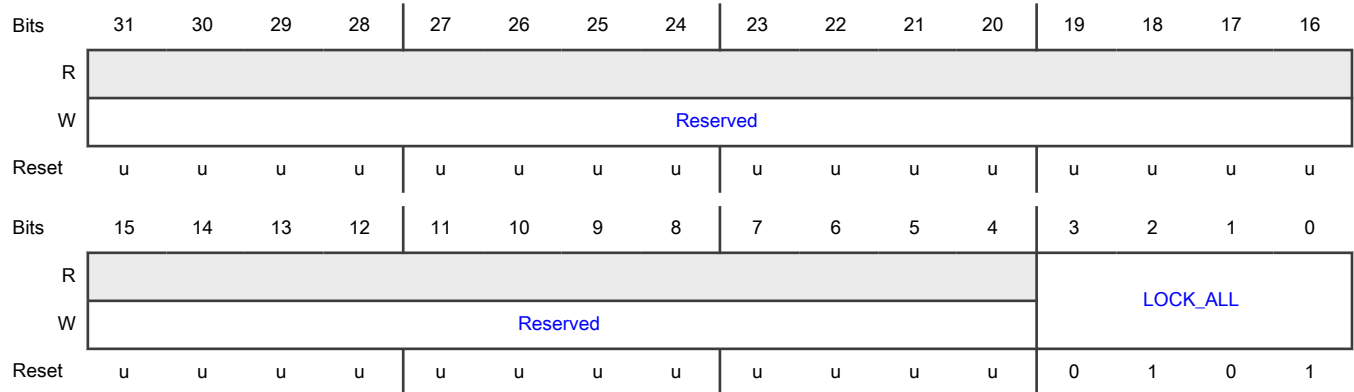 Bits 31 30 29 28 27 26 25 24 23 22 21 20 19 18 17 16
R
W Reserved
Reset u u u u u u u u u u u u u u u u
Bits 15 14 13 12 11 10 9 8 7 6 5 4 3 2 1 0
R
LOCK_ALL
W Reserved
Reset u u u u u u u u u u u u 0 1 0 1